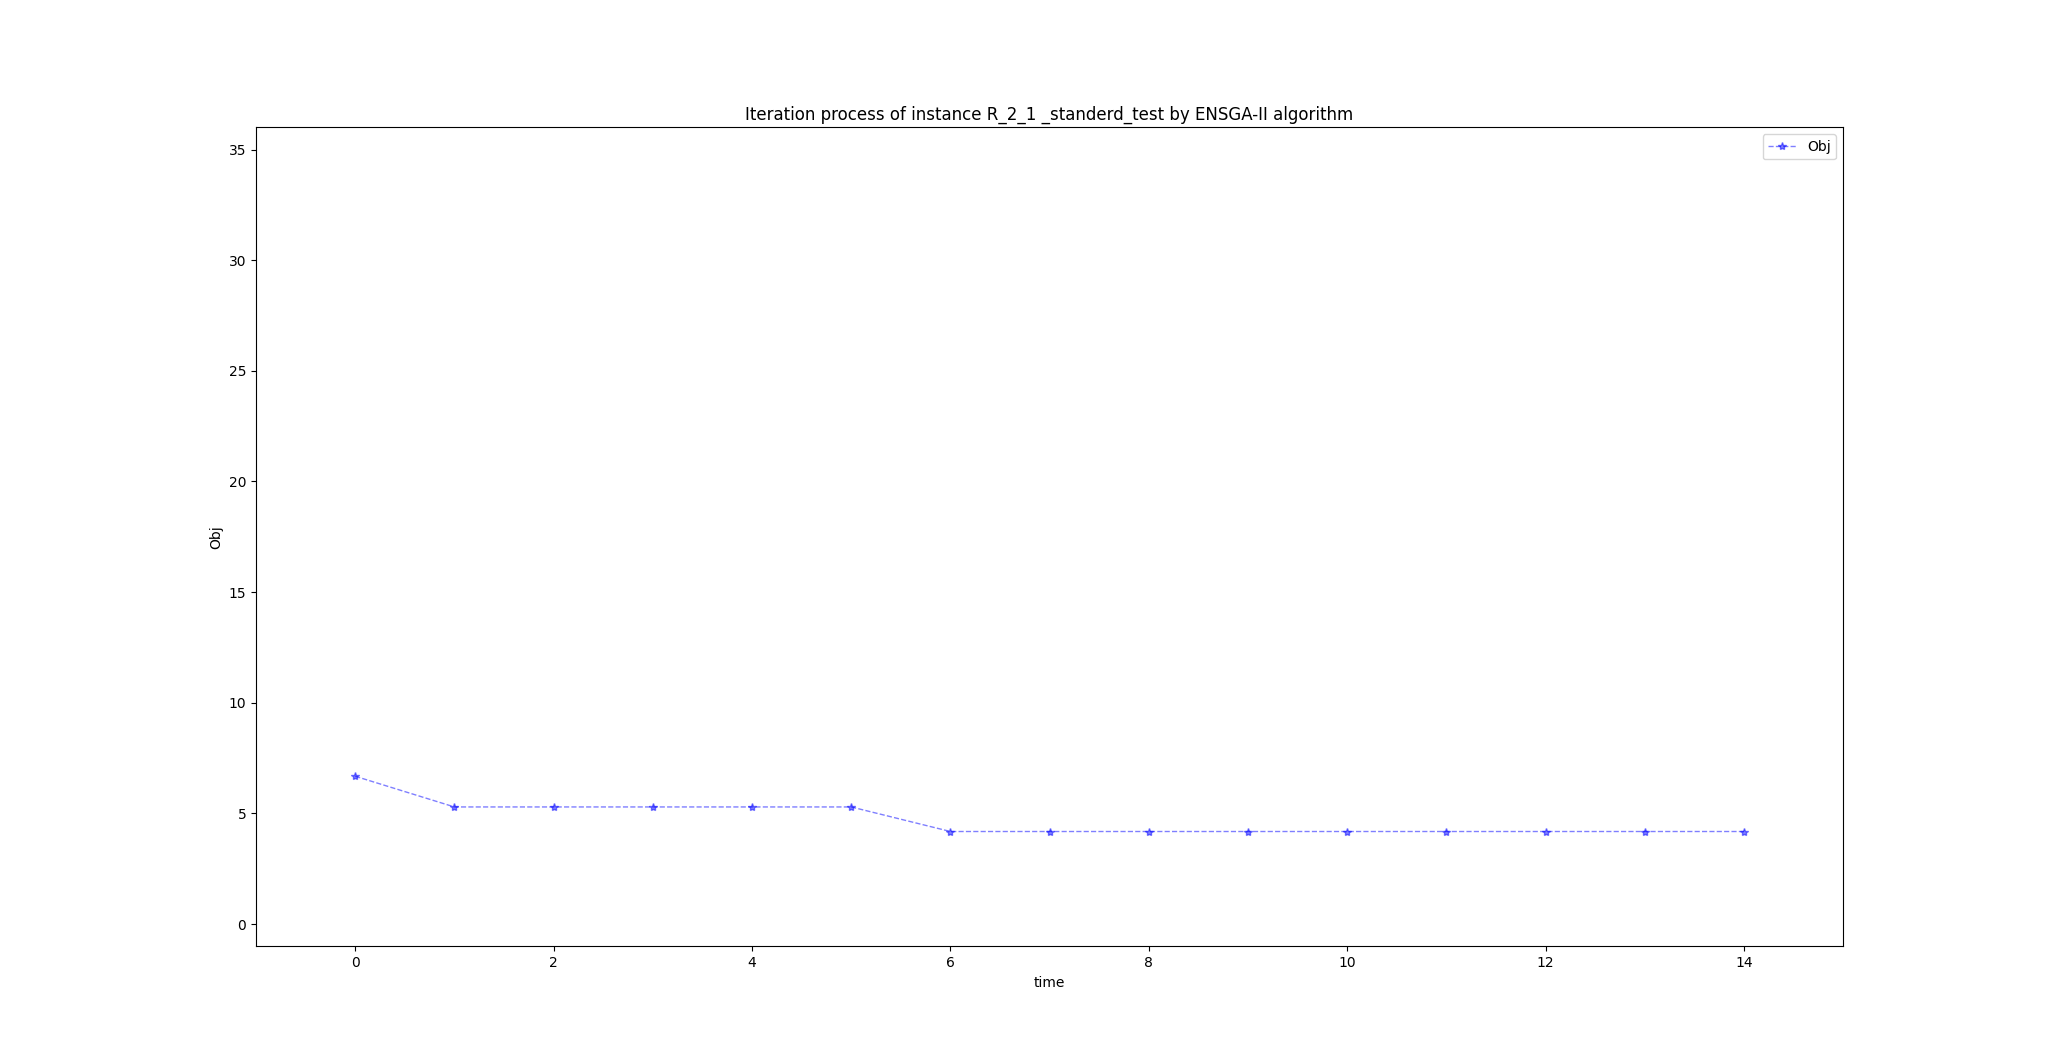 Iteration process of instance R_2_1 _standerd_test by ENSGA-II algorithm
Obj
35
30
25
20
15
10
5
0
Obj
0 2 4 6 8 10 12 14
time